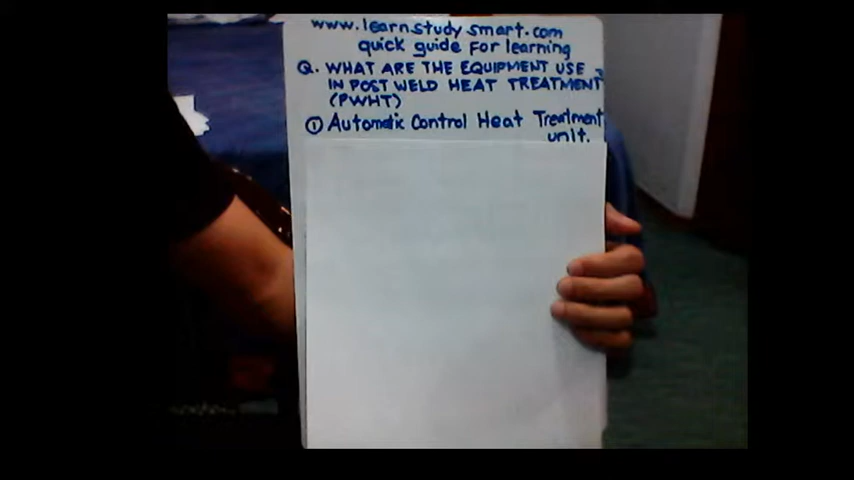 www.learnstudysmart.com
quick guide for learning
Q. WHAT ARE THE EQUIPMENT USE ?
IN POST WELD HEAT TREATMENT
(PWHT)
① Automatic Control Heat Treatment
unit.